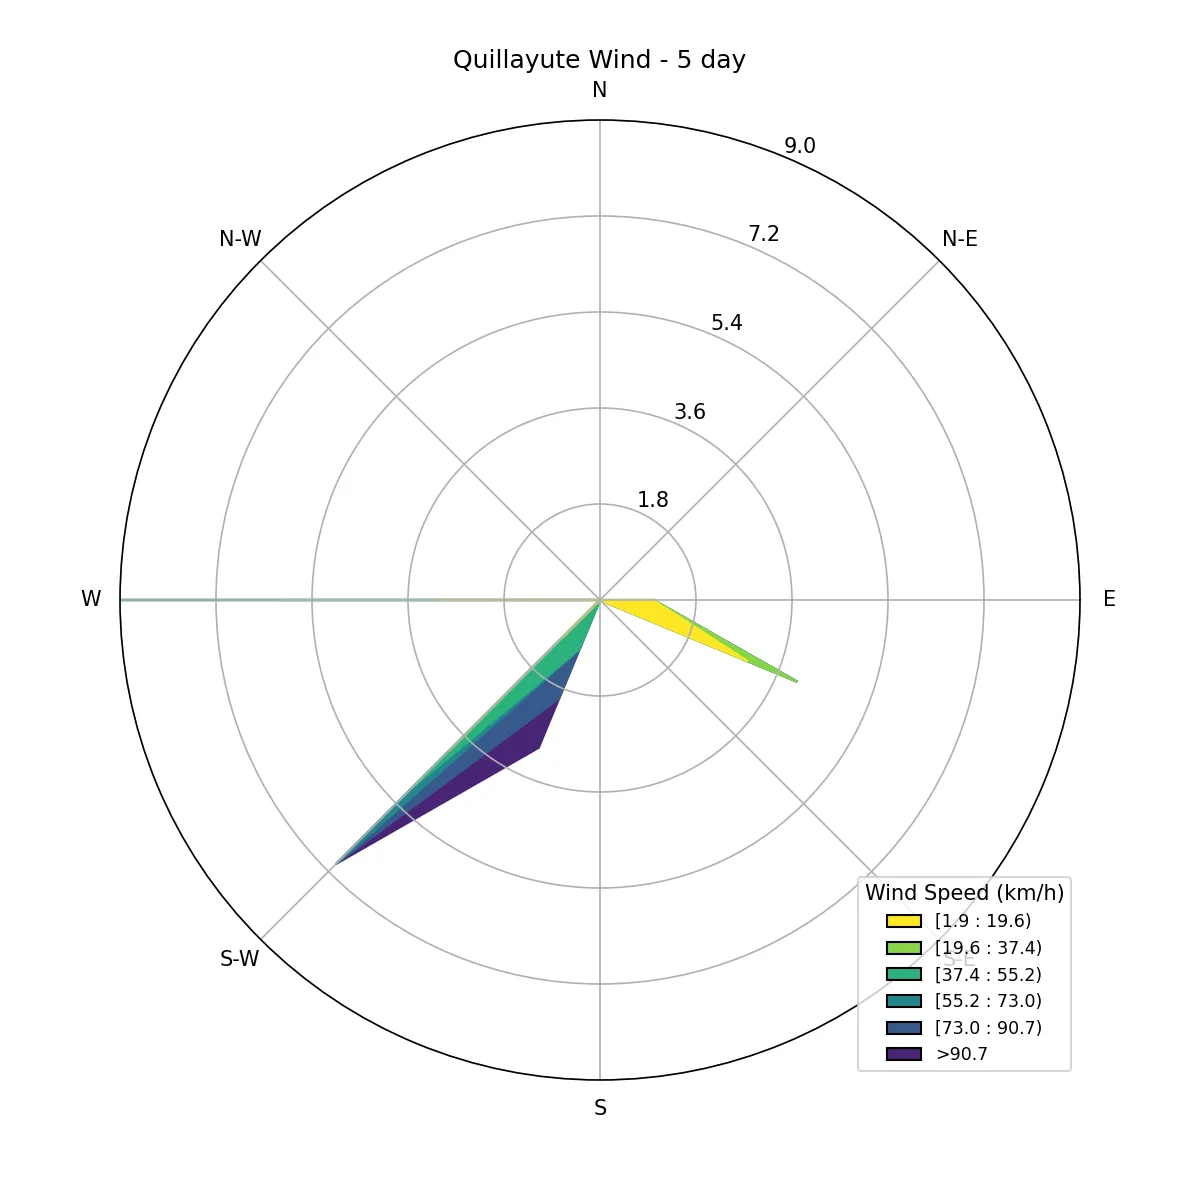 Quillayute Wind - 5 day
N
9.0
N-W
7.2
N-E
5.4
3.6
1.8
W
E
S-W
S-E
Wind Speed (km/h)
[1.9 : 19.6)
[19.6 : 37.4)
[37.4 : 55.2)
[55.2 : 73.0)
[73.0 : 90.7)
>90.7
S